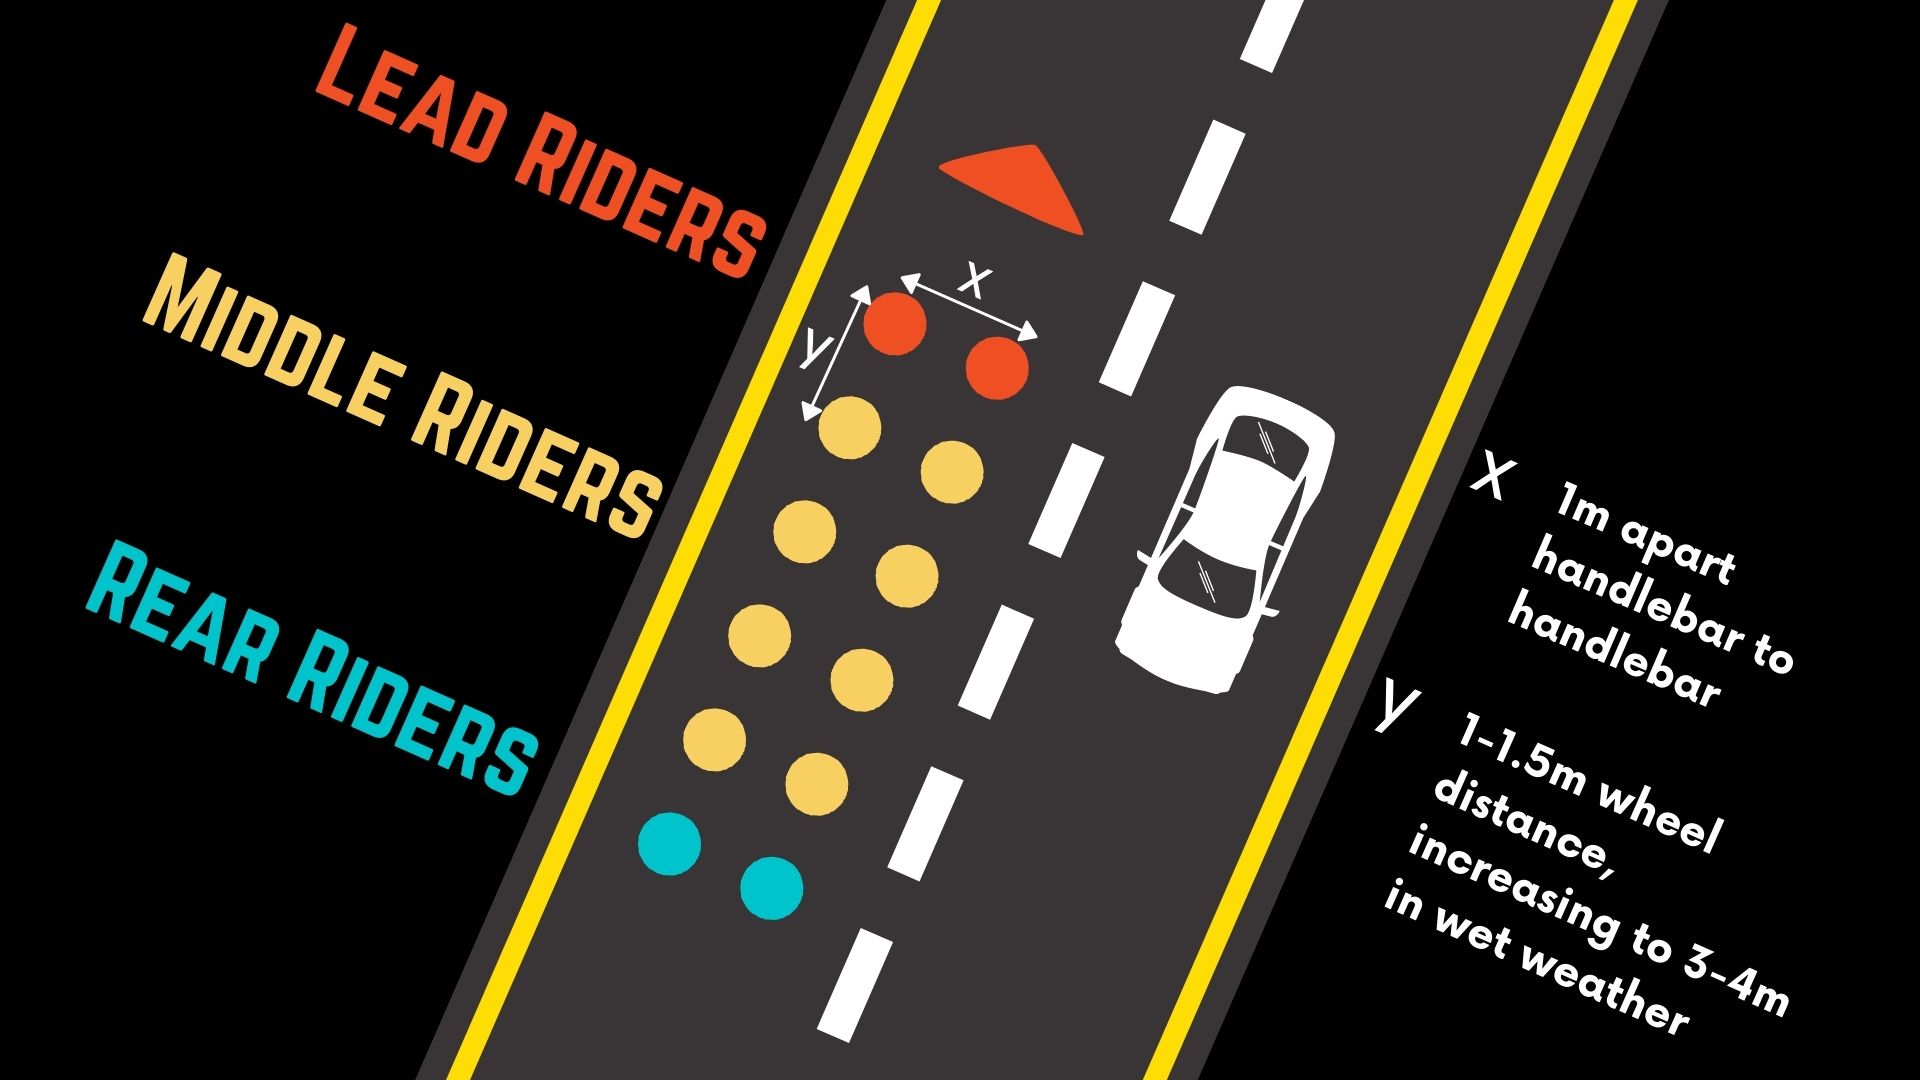 LEAD RIDERS
MIDDLE RIDERS
REAR RIDERS
x
y
x
1m apart
handlebar to
handlebar
y
1-1.5m wheel
distance,
increasing to 3-4m
in wet weather